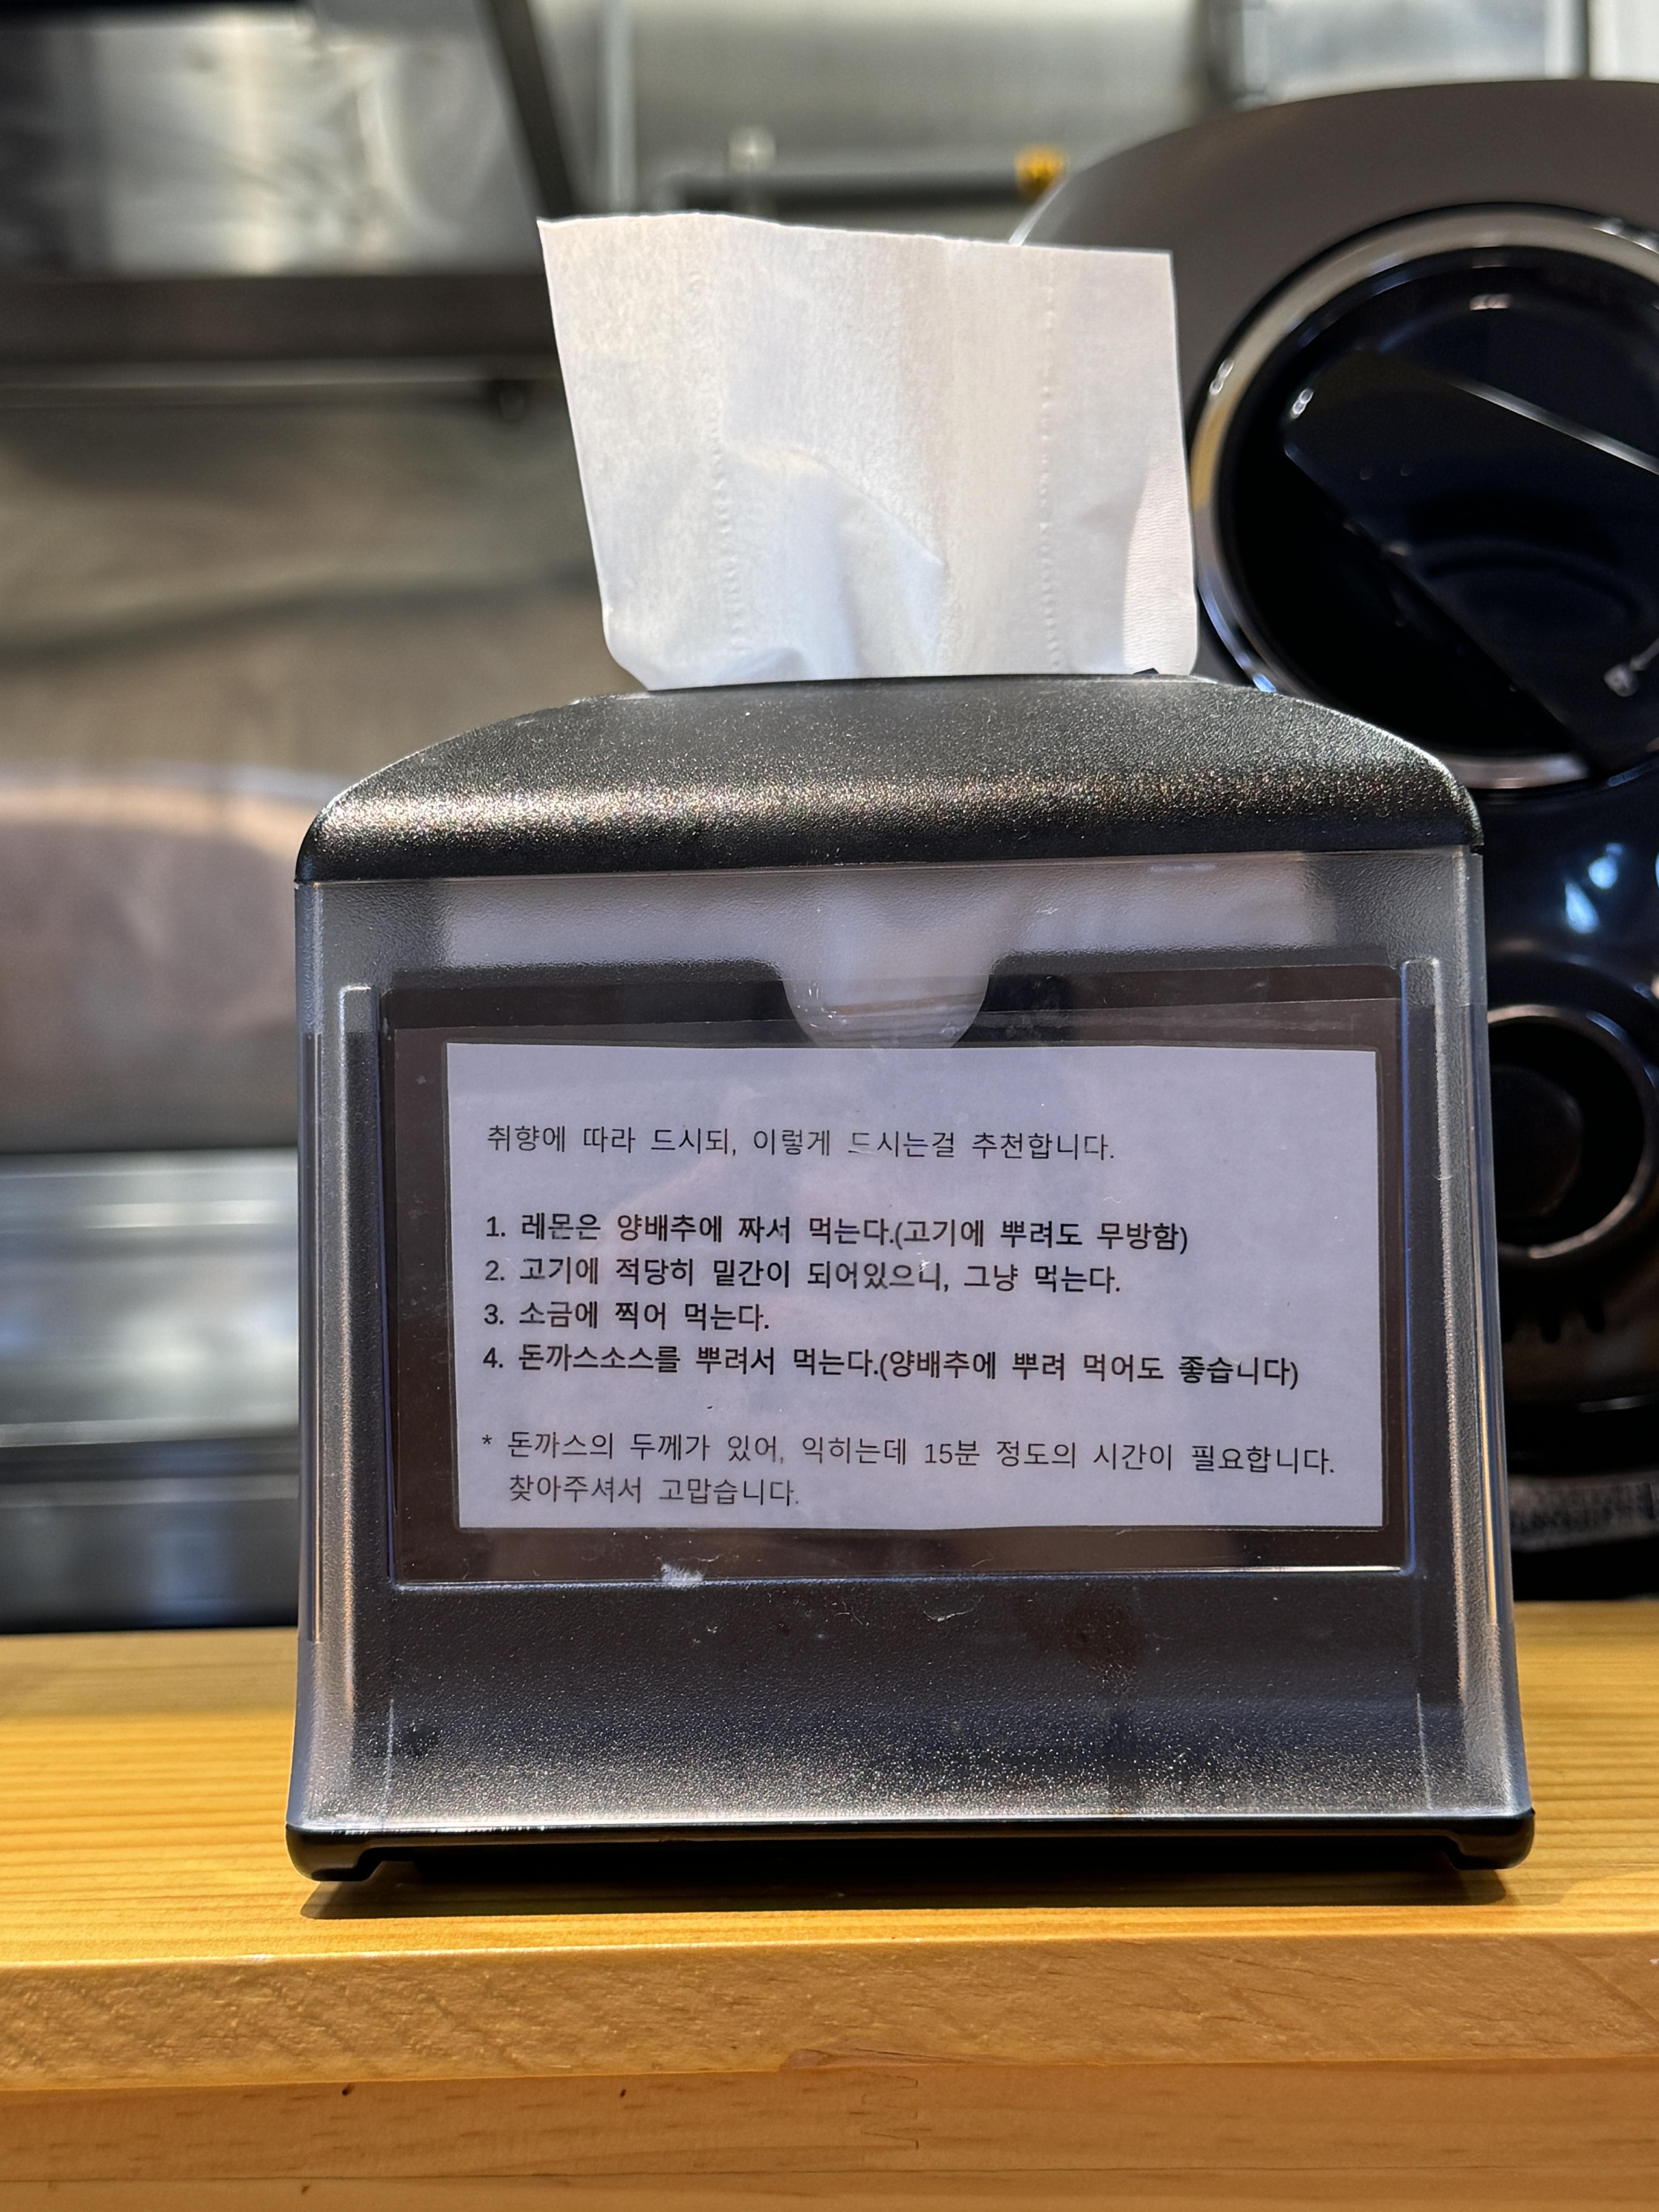 취향에 따라 드시되, 이렇게 드시는걸 추천합니다.
1. 레몬은 양배추에 짜서 먹는다.(고기에 뿌려도 무방함)
2. 고기에 적당히 밑간이 되어있으니, 그냥 먹는다.
3. 소금에 찍어 먹는다.
4. 돈까스소스를 뿌려서 먹는다.(양배추에 뿌려 먹어도 좋습니다)
* 돈까스의 두께가 있어, 익히는데 15분 정도의 시간이 필요합니다.
찾아주셔서 고맙습니다.